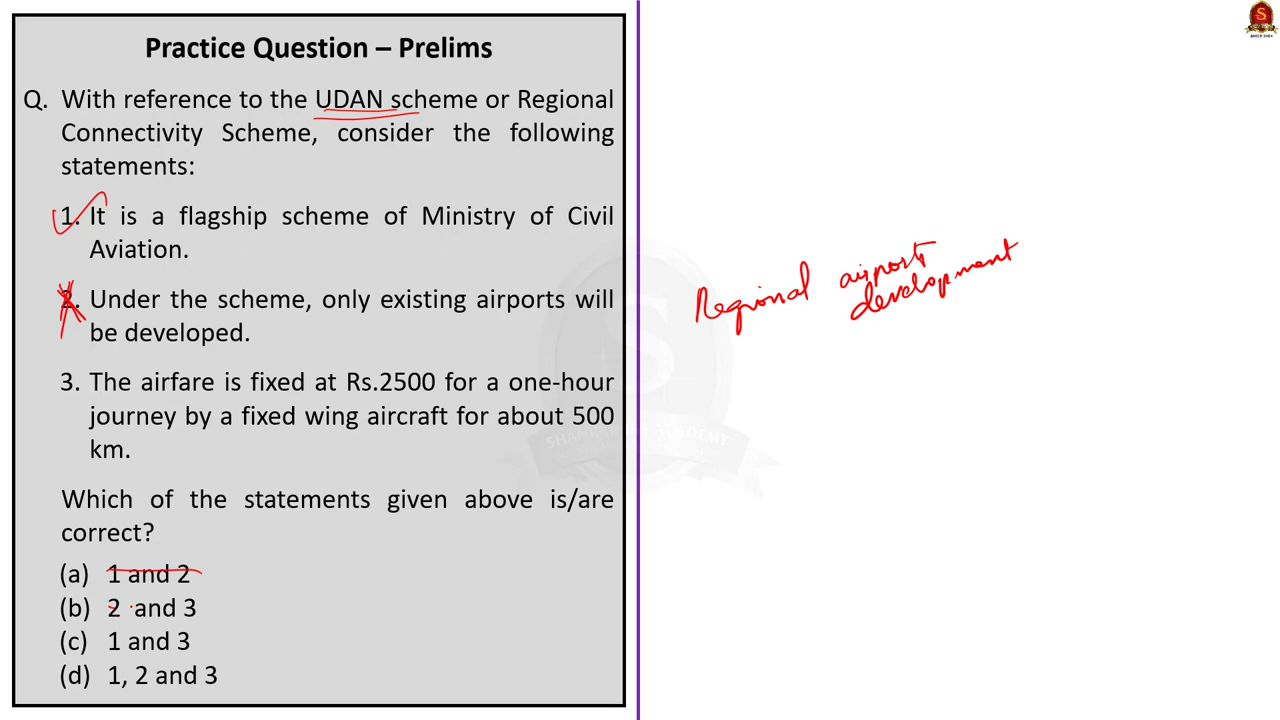 Practice Question – Prelims
Q. With reference to the UDAN scheme or Regional
Connectivity Scheme, consider the following
statements:
1. It is a flagship scheme of Ministry of Civil
Aviation.
2. Under the scheme, only existing airports will
be developed.
3. The airfare is fixed at Rs.2500 for a one-hour
journey by a fixed wing aircraft for about 500
km.
Which of the statements given above is/are
correct?
(a) 1 and 2
(b) 2 and 3
(c) 1 and 3
(d) 1, 2 and 3
Regional airports
development
S
SINCE 2004